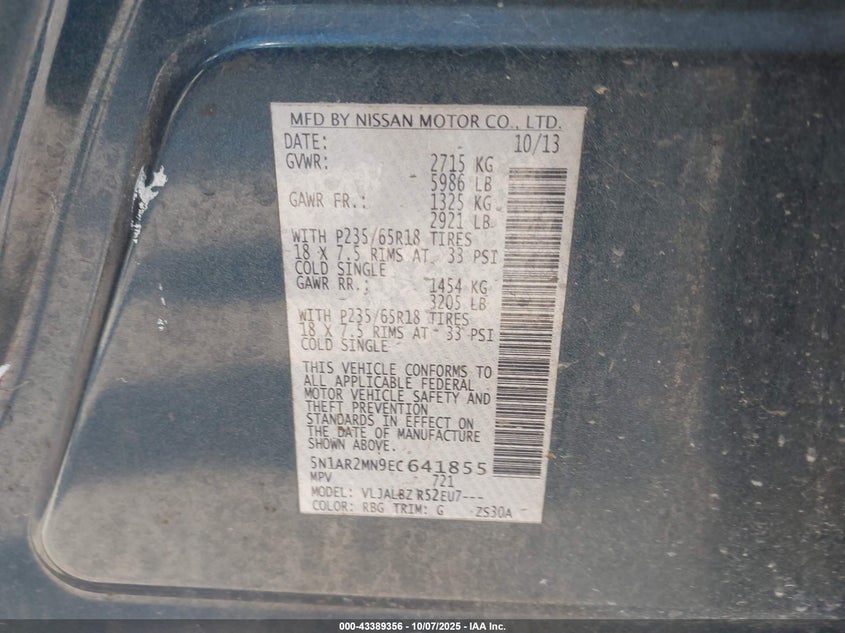 MFD BY NISSAN MOTOR CO., LTD.
DATE: 10/13
GVWR: 2715 KG
5986 LB
GAWR FR.: 1325 KG
2921 LB
WITH P235/65R18 TIRES
18 X 7.5 RIMS AT 33 PSI
COLD SINGLE
GAWR RR.: 1454 KG
3205 LB
WITH P235/65R18 TIRES
18 X 7.5 RIMS AT 33 PSI
COLD SINGLE
THIS VEHICLE CONFORMS TO
ALL APPLICABLE FEDERAL
MOTOR VEHICLE SAFETY AND
THEFT PREVENTION
STANDARDS IN EFFECT ON
THE DATE OF MANUFACTURE
SHOWN ABOVE.
5N1AR2MN9EC641855
MPV 721
MODEL: VLJALBZ R52EU7---
COLOR: RBG TRIM: G ZS30A
000-43389356 - 10/07/2025 - IAA Inc.